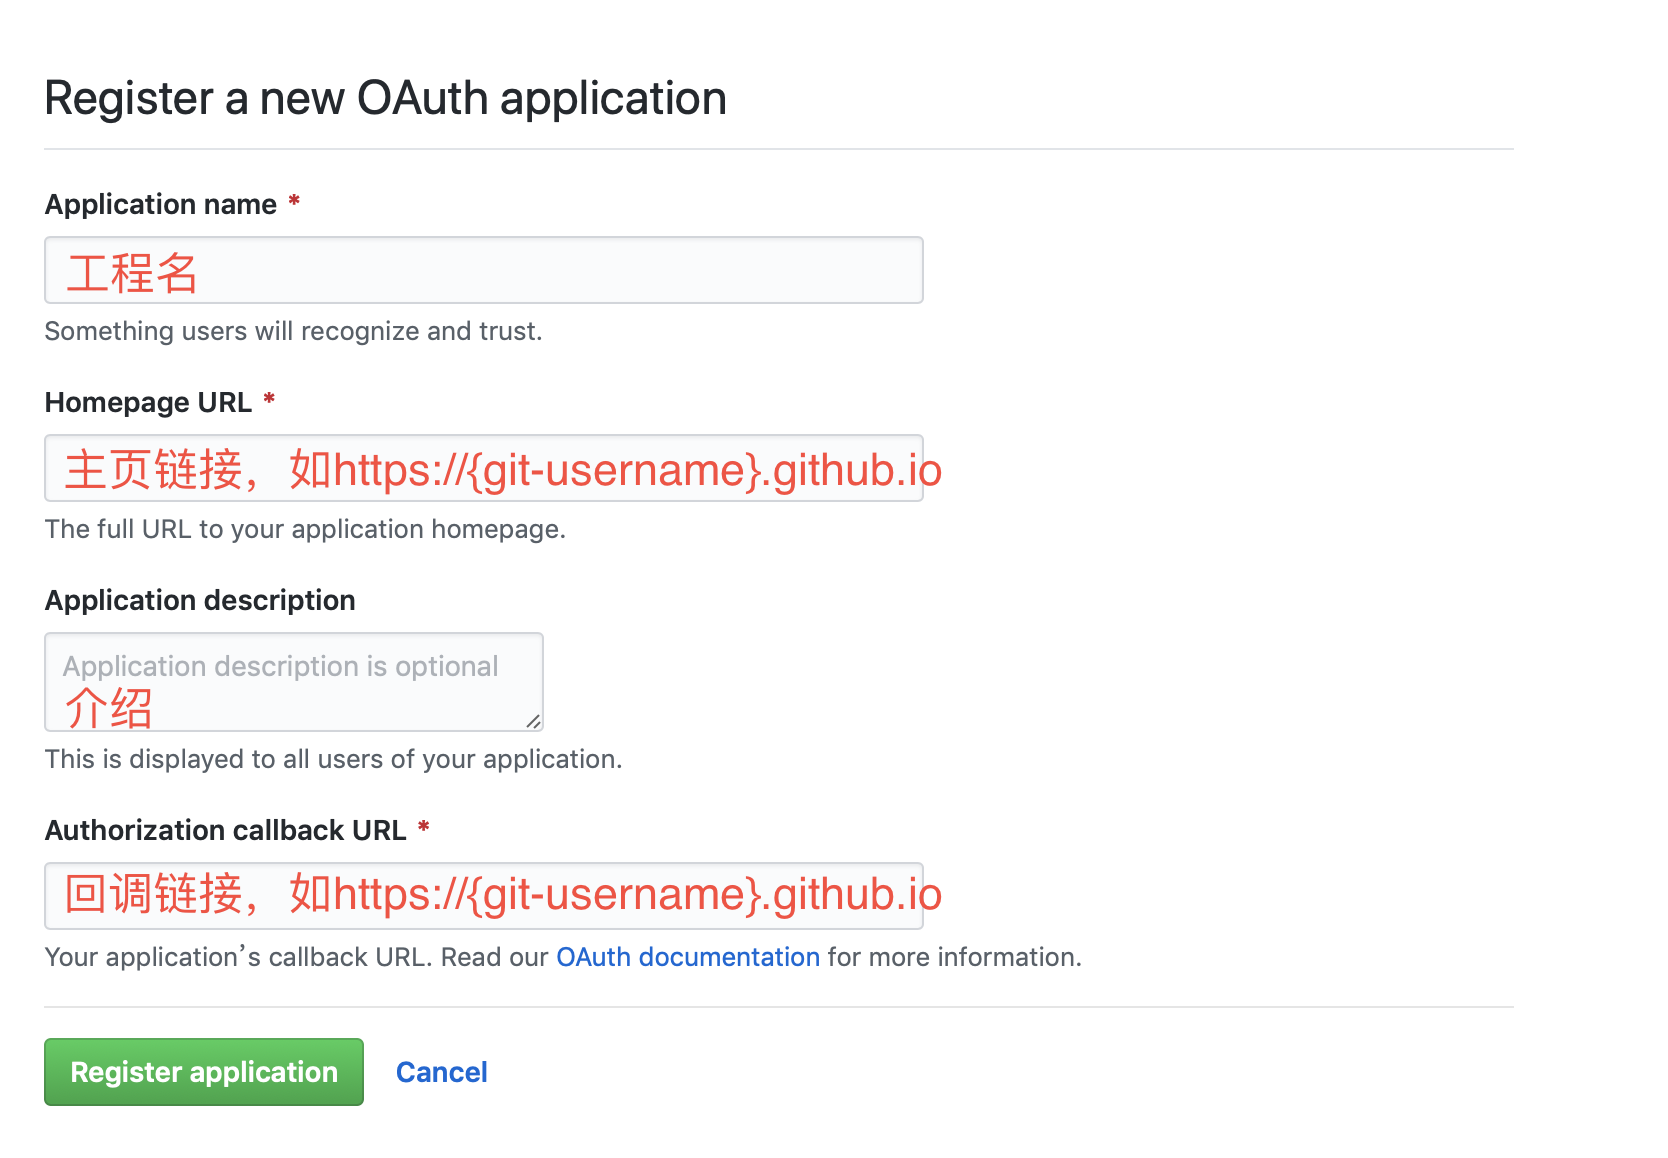 Register a new OAuth application
Application name *
工程名
Something users will recognize and trust.
Homepage URL *
主页链接，如https://{git-username}.github.io
The full URL to your application homepage.
Application description
Application description is optional
介绍
This is displayed to all users of your application.
Authorization callback URL *
回调链接，如https://{git-username}.github.io
Your application’s callback URL. Read our OAuth documentation for more information.
Register application Cancel